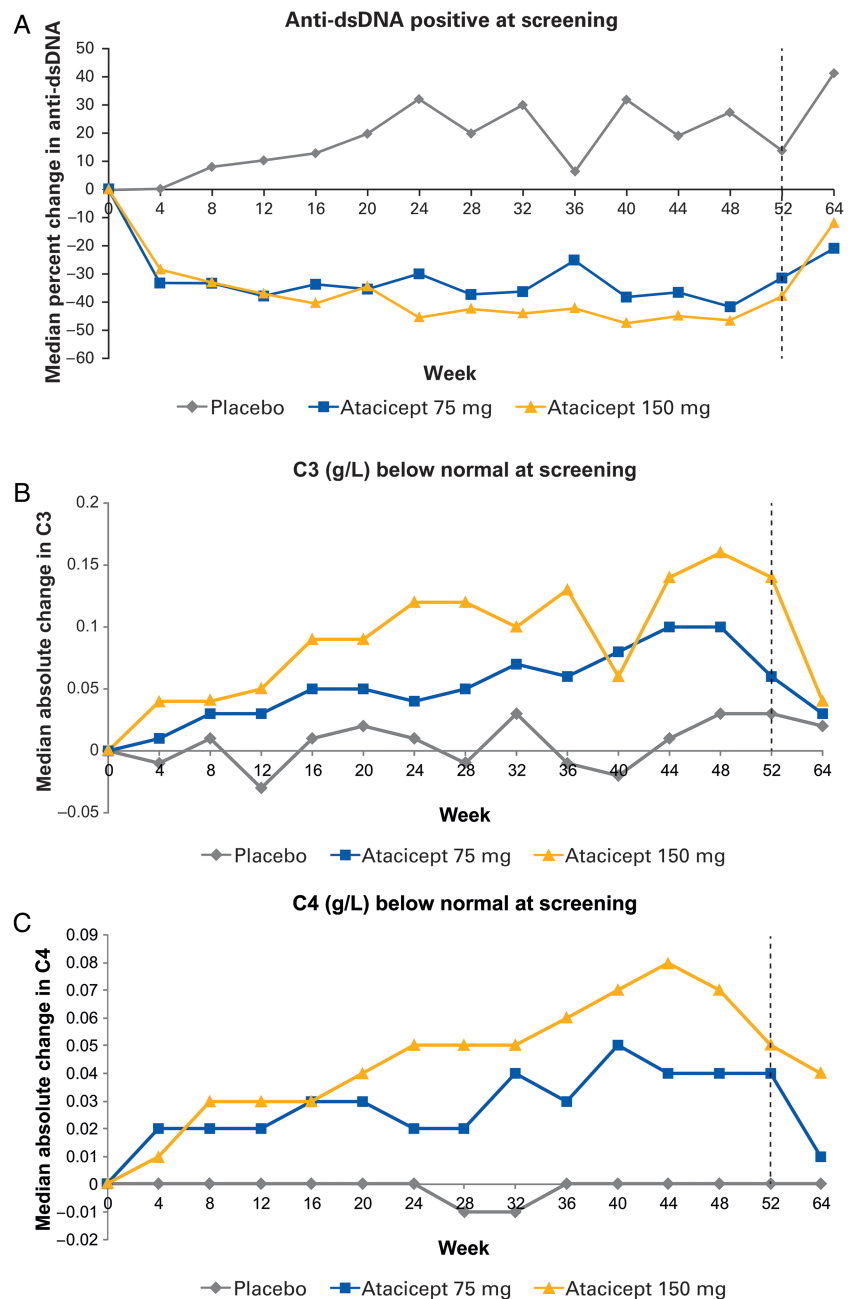 A
Anti-dsDNA positive at screening
Median percent change in anti-dsDNA
50
40
30
20
10
0
−10
−20
−30
−40
−50
−60
0 4 8 12 16 20 24 28 32 36 40 44 48 52 64
Week
Placebo Atacicept 75 mg Atacicept 150 mg
B
C3 (g/L) below normal at screening
Median absolute change in C3
0.2
0.15
0.1
0.05
0
−0.05
0 4 8 12 16 20 24 28 32 36 40 44 48 52 64
Week
Placebo Atacicept 75 mg Atacicept 150 mg
C
C4 (g/L) below normal at screening
Median absolute change in C4
0.09
0.08
0.07
0.06
0.05
0.04
0.03
0.02
0.01
0
−0.01
−0.02
0 4 8 12 16 20 24 28 32 36 40 44 48 52 64
Week
Placebo Atacicept 75 mg Atacicept 150 mg